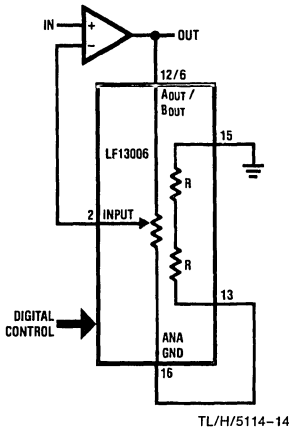 IN
+
−
OUT
12/6
AOUT /
BOUT
15
LF13006
R
2
INPUT
R
13
DIGITAL
CONTROL
ANA
GND
16
TL/H/5114-14